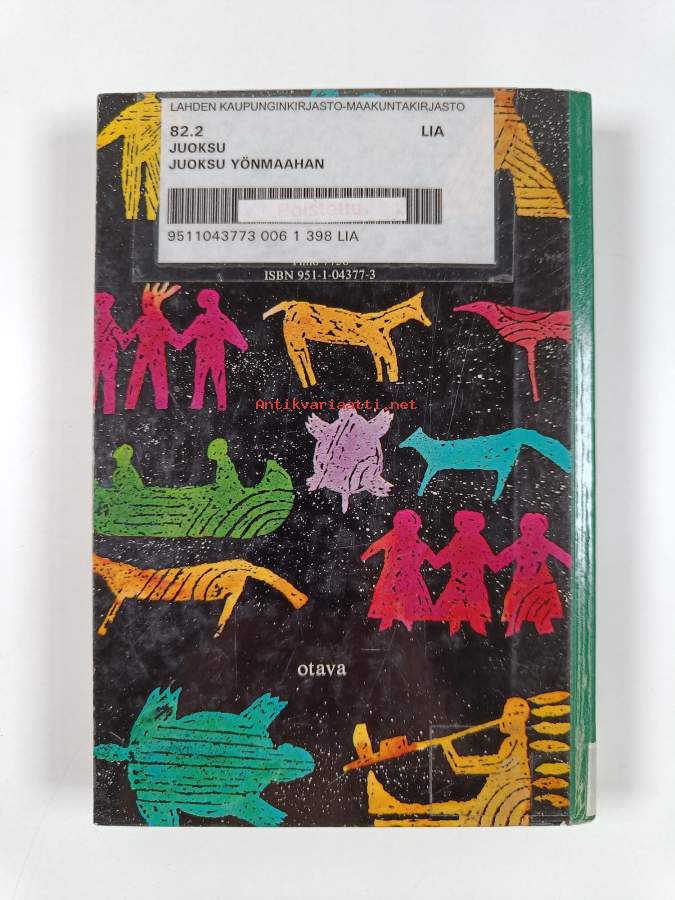 LAHDEN KAUPUNGINKIRJASTO-MAAKUNTAKIRJASTO
82.2 LIA
JUOKSU
JUOKSU YÖNMAAHAN
Poistettu
9511043773 006 1 398 LIA
ISBN 951-1-04377-3
Antikvariaatti.net
otava